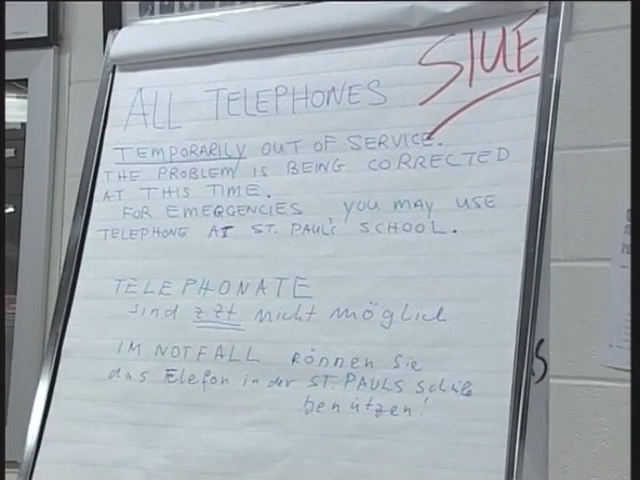 SIUE
ALL TELEPHONES
TEMPORARILY OUT OF SERVICE.
THE PROBLEM IS BEING CORRECTED
AT THIS TIME.
FOR EMERGENCIES YOU MAY USE
TELEPHONE AT ST. PAUL'S SCHOOL.
TELEPHONATE
sind zZt nicht möglich
IM NOTFALL können Sie
das Elefon in der ST. PAULS Schule
benützen!